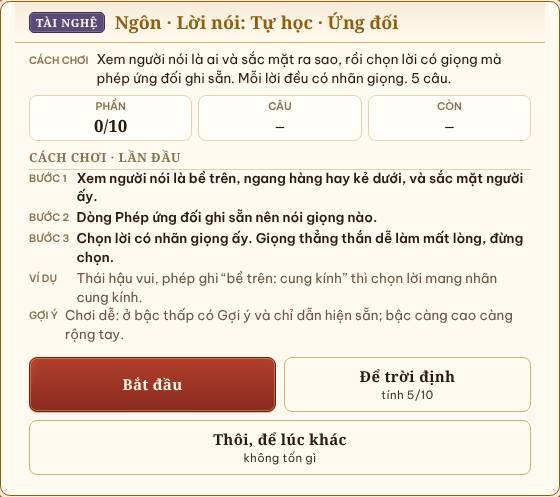 TÀI NGHỆ Ngôn · Lời nói: Tự học · Ứng đối
CÁCH CHƠI Xem người nói là ai và sắc mặt ra sao, rồi chọn lời có giọng mà
phép ứng đối ghi sẵn. Mỗi lời đều có nhãn giọng. 5 câu.
PHẦN
0/10
CÂU
–
CÒN
–
CÁCH CHƠI · LẦN ĐẦU
BƯỚC 1 Xem người nói là bề trên, ngang hàng hay kẻ dưới, và sắc mặt người
ấy.
BƯỚC 2 Dòng Phép ứng đối ghi sẵn nên nói giọng nào.
BƯỚC 3 Chọn lời có nhãn giọng ấy. Giọng thẳng thắn dễ làm mất lòng, đừng
chọn.
VÍ DỤ Thái hậu vui, phép ghi “bề trên: cung kính” thì chọn lời mang nhãn
cung kính.
GỢI Ý Chơi dễ: ở bậc thấp có Gợi ý và chỉ dẫn hiện sẵn; bậc càng cao càng
rộng tay.
Bắt đầu
Để trời định
tính 5/10
Thôi, để lúc khác
không tốn gì